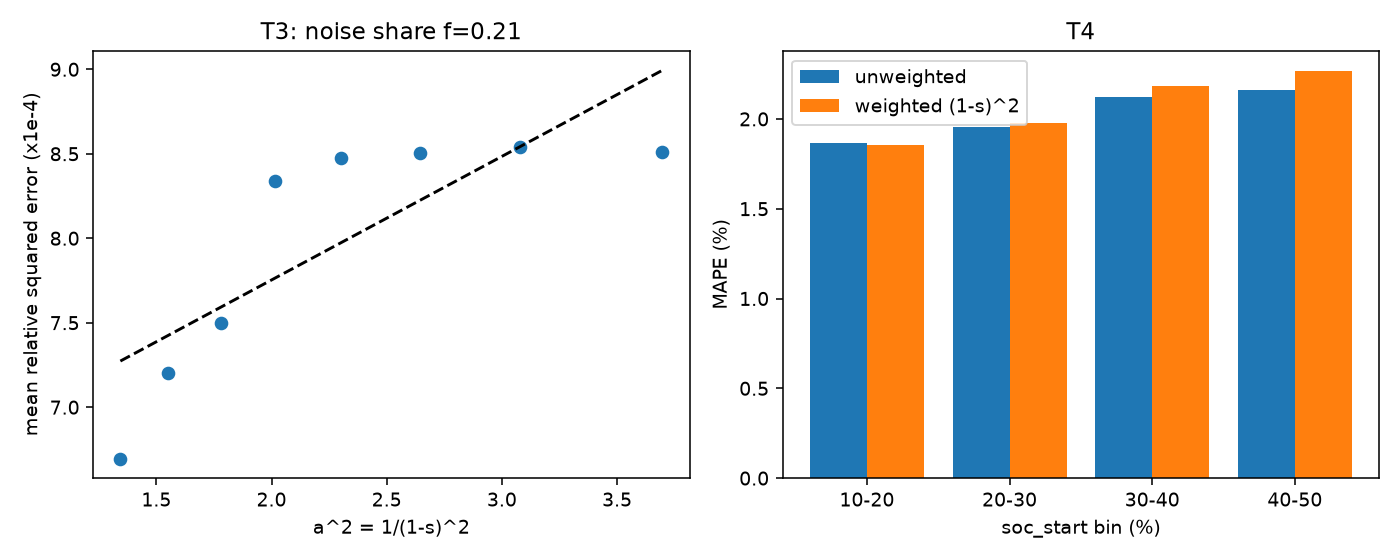 T3: noise share f=0.21
mean relative squared error (x1e-4)
9.0
8.5
8.0
7.5
7.0
1.5
2.0
2.5
3.0
3.5
a^2 = 1/(1-s)^2
T4
unweighted
weighted (1-s)^2
MAPE (%)
2.0
1.5
1.0
0.5
0.0
10-20
20-30
30-40
40-50
soc_start bin (%)